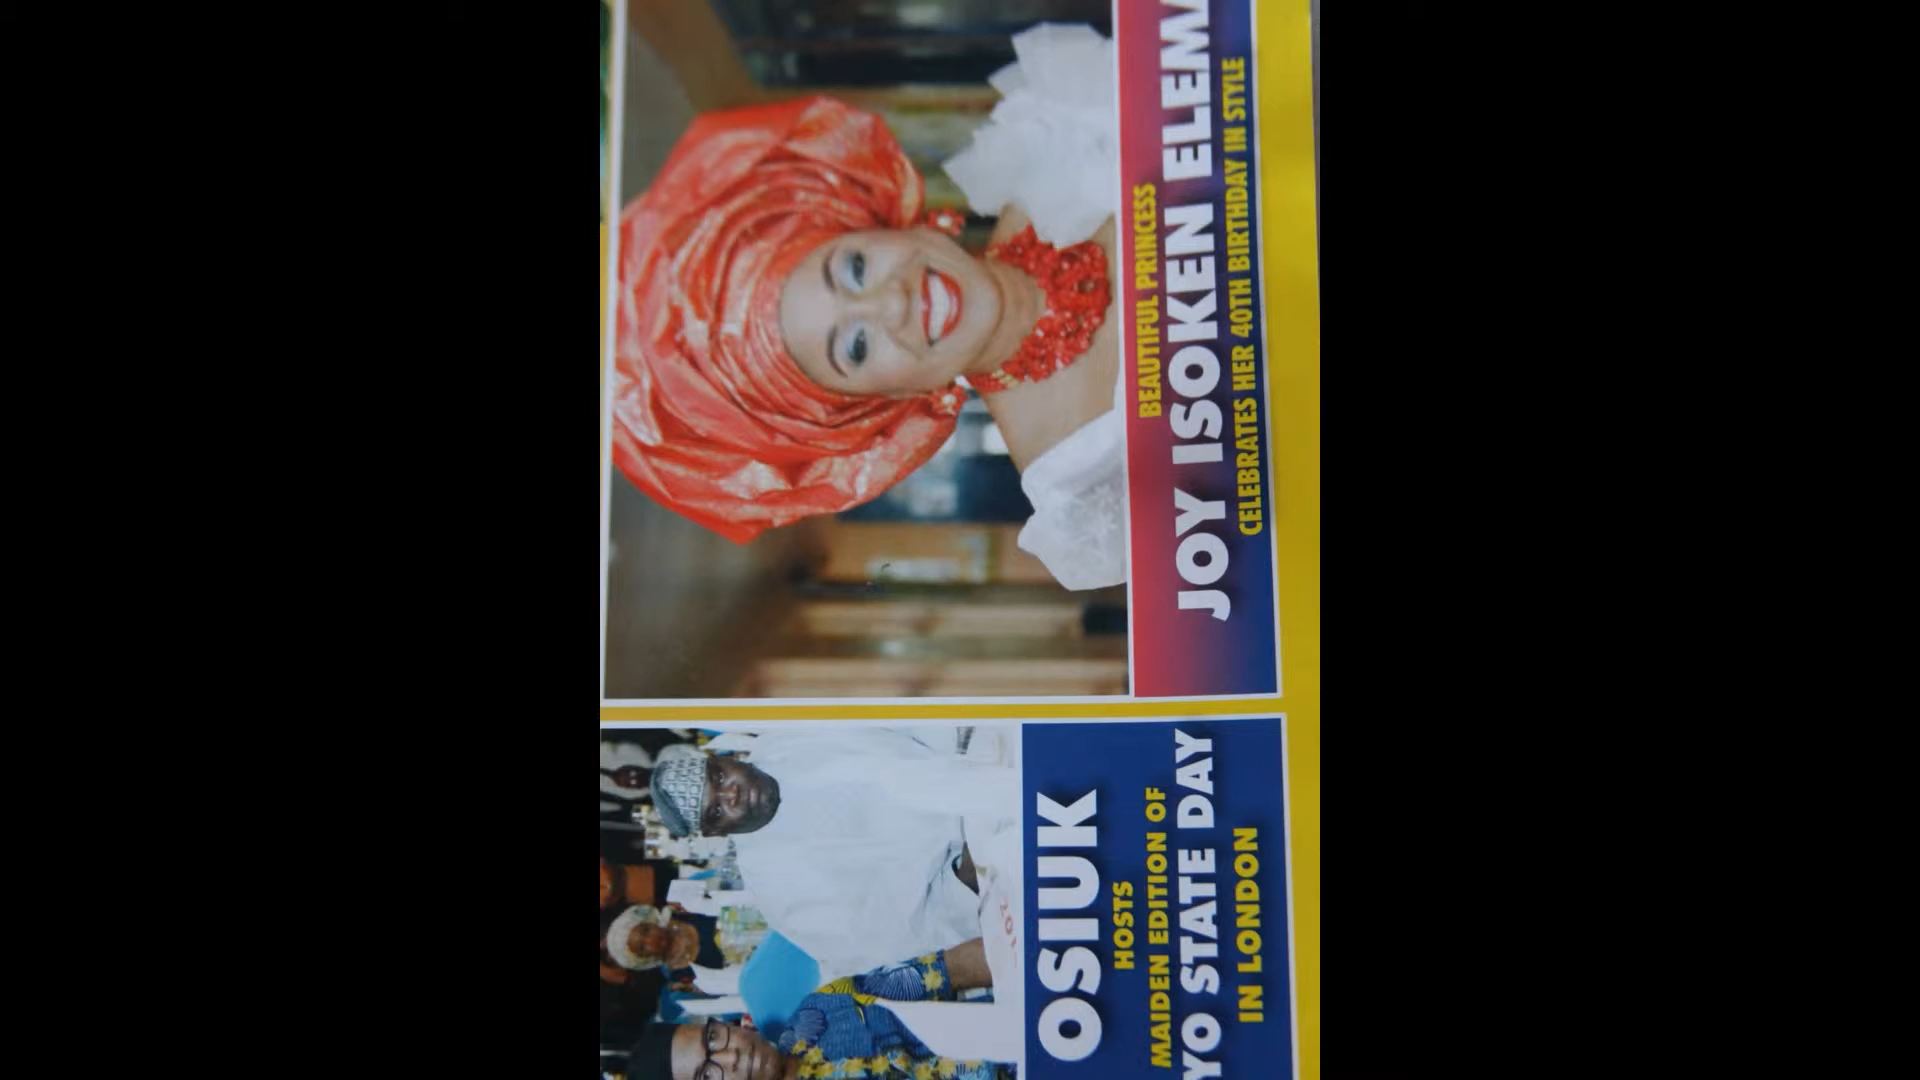 BEAUTIFUL PRINCESS
JOY ISOKEN
CELEBRATES HER 40TH BIRTHDAY IN STYLE
OSIUK
HOSTS
MAIDEN EDITION OF
YO STATE DAY
IN LONDON